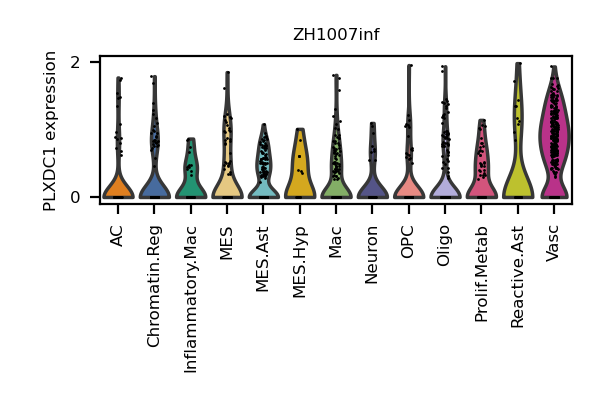 ZH1007inf
PLXDC1 expression
2
0
AC
Chromatin.Reg
Inflammatory.Mac
MES
MES.Ast
MES.Hyp
Mac
Neuron
OPC
Oligo
Prolif.Metab
Reactive.Ast
Vasc